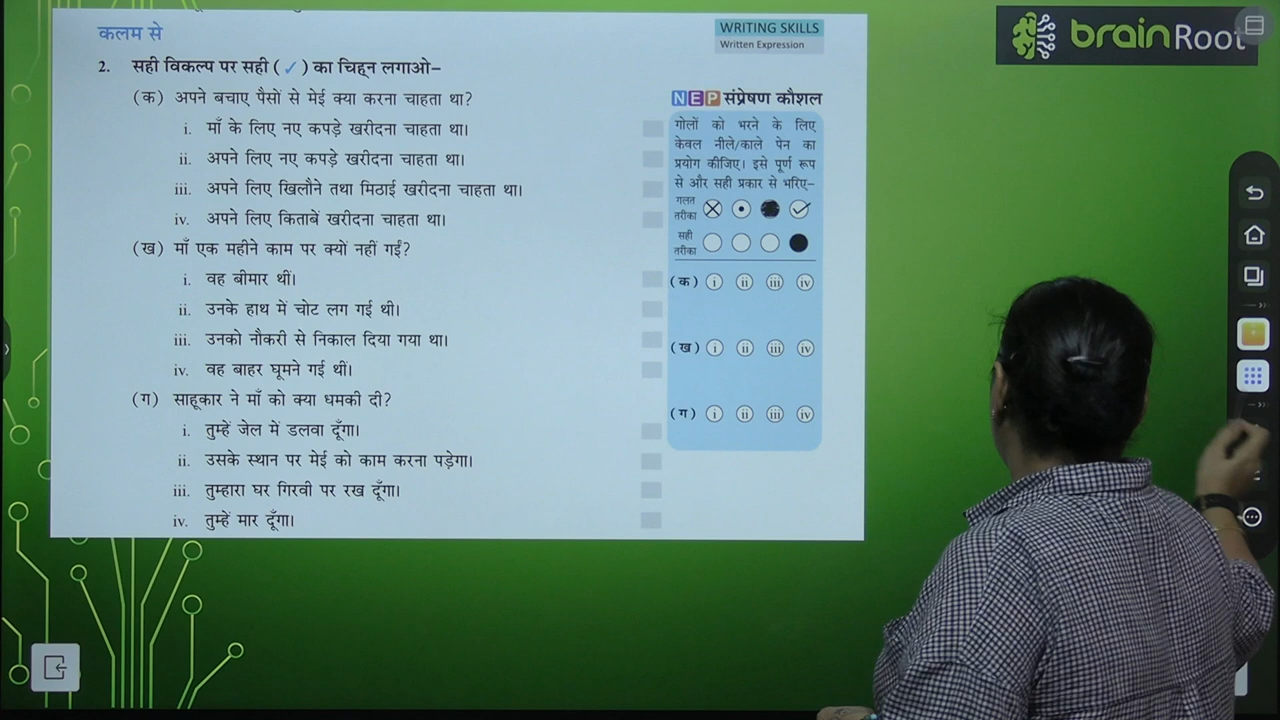 कलम से
WRITING SKILLS
Written Expression
2. सही विकल्प पर सही ( ✓ ) का चिह्न लगाओ–
(क) अपने बचाए पैसों से मेई क्या करना चाहता था?
i. माँ के लिए नए कपड़े खरीदना चाहता था।
ii. अपने लिए नए कपड़े खरीदना चाहता था।
iii. अपने लिए खिलौने तथा मिठाई खरीदना चाहता था।
iv. अपने लिए किताबें खरीदना चाहता था।
(ख) माँ एक महीने काम पर क्यों नहीं गईं?
i. वह बीमार थीं।
ii. उनके हाथ में चोट लग गई थी।
iii. उनको नौकरी से निकाल दिया गया था।
iv. वह बाहर घूमने गई थीं।
(ग) साहूकार ने माँ को क्या धमकी दी?
i. तुम्हें जेल में डलवा दूँगा।
ii. उसके स्थान पर मेई को काम करना पड़ेगा।
iii. तुम्हारा घर गिरवी पर रख दूँगा।
iv. तुम्हें मार दूँगा।
NEP संप्रेषण कौशल
गोलों को भरने के लिए
केवल नीले/काले पेन का
प्रयोग कीजिए। इसे पूर्ण रूप
से और सही प्रकार से भरिए–
गलत
तरीका
सही
तरीका
(क) i ii iii iv
(ख) i ii iii iv
(ग) i ii iii iv
brainRoot